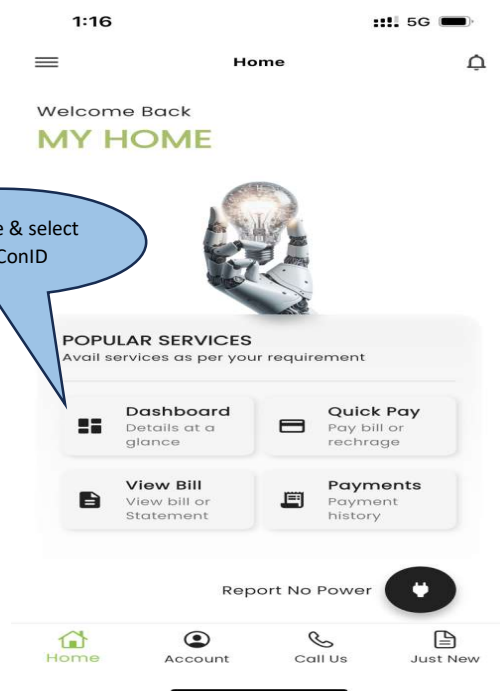 1:16
5G
Home
Welcome Back
MY HOME
& select
ConID
POPULAR SERVICES
Avail services as per your requirement
Dashboard
Details at a
glance
Quick Pay
Pay bill or
rechrage
View Bill
View bill or
Statement
Payments
Payment
history
Report No Power
Home
Account
Call Us
Just New